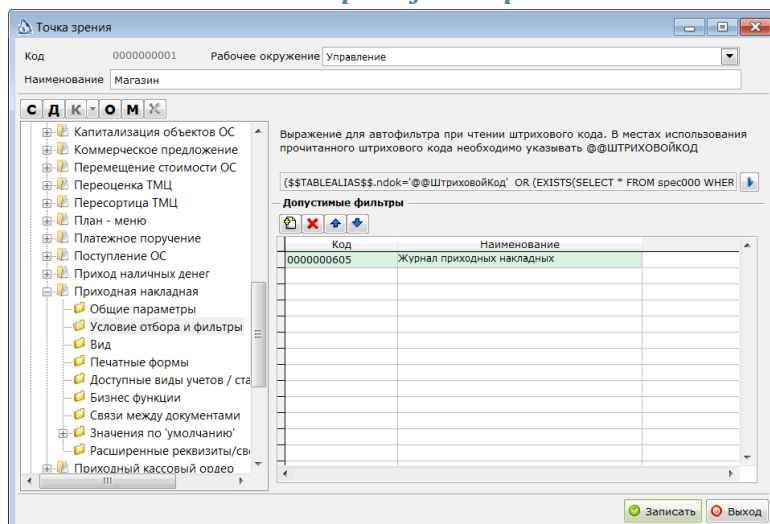 Точка зрения
Код 0000000001 Рабочее окружение Управление
Наименование Магазин
С Д К О М
Капитализация объектов ОС
Коммерческое предложение
Перемещение стоимости ОС
Переоценка ТМЦ
Пересортица ТМЦ
План - меню
Платежное поручение
Поступление ОС
Приход наличных денег
Приходная накладная
Общие параметры
Условие отбора и фильтры
Вид
Печатные формы
Доступные виды учетов / ста
Бизнес функции
Связи между документами
Значения по 'умолчанию'
Расширенные реквизиты/св
Приходный кассовый ордер
Выражение для автофильтра при чтении штрихового кода. В местах использования
прочитанного штрихового кода необходимо указывать @@ШТРИХОВОЙКОД
($$TABLEALIAS$$.ndok='@@ШтриховойКод' OR (EXISTS(SELECT * FROM spec000 WHER
Допустимые фильтры
Код Наименование
0000000605 Журнал приходных накладных
Записать Выход